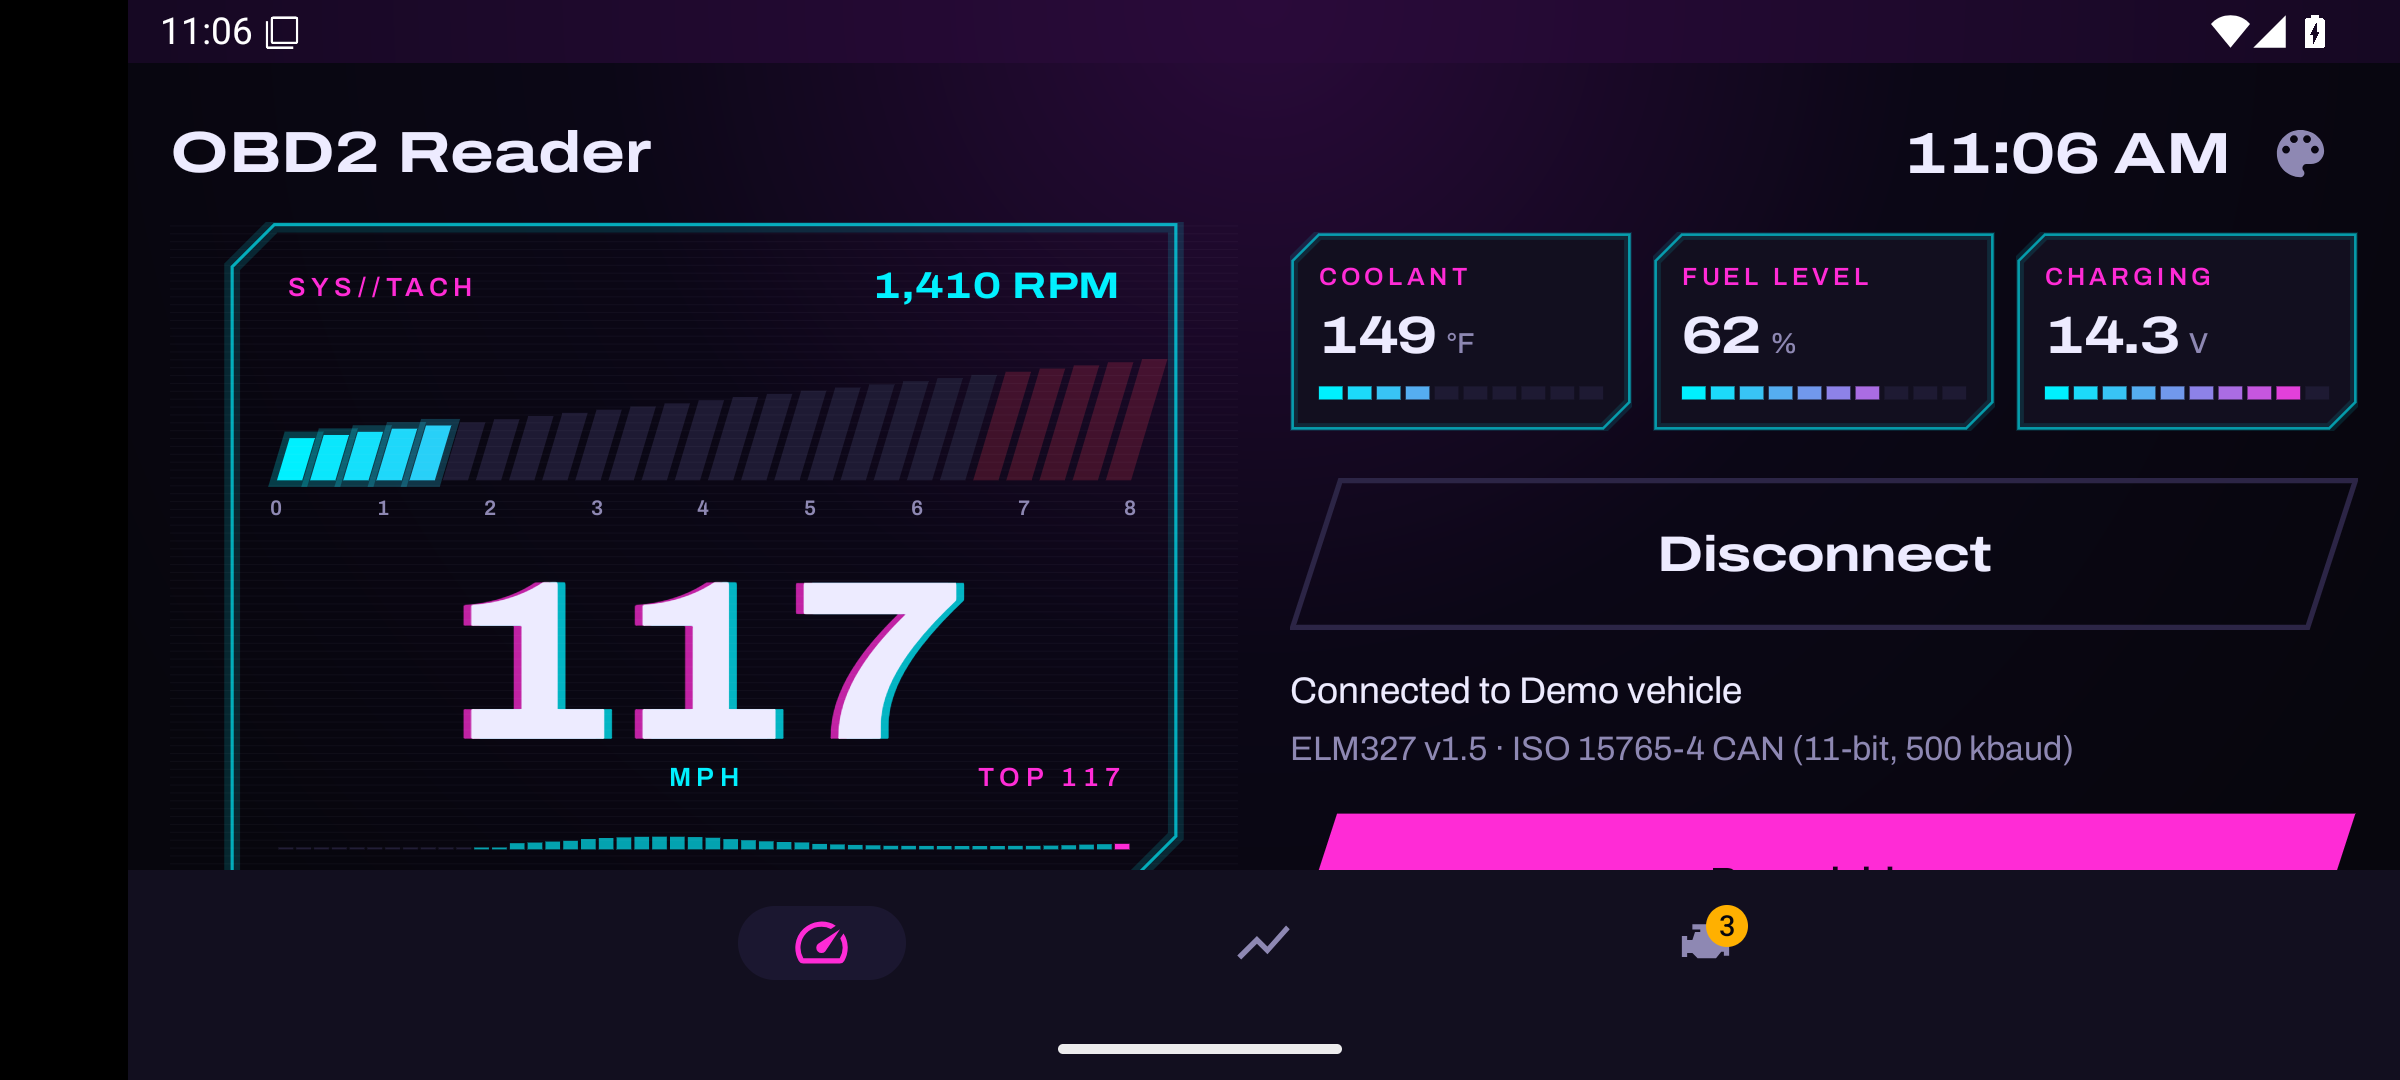 11:06
OBD2 Reader
11:06 AM
SYS//TACH
1,410 RPM
0 1 2 3 4 5 6 7 8
117
MPH
TOP 117
COOLANT
149 °F
FUEL LEVEL
62 %
CHARGING
14.3 V
Disconnect
Connected to Demo vehicle
ELM327 v1.5 · ISO 15765-4 CAN (11-bit, 500 kbaud)
3